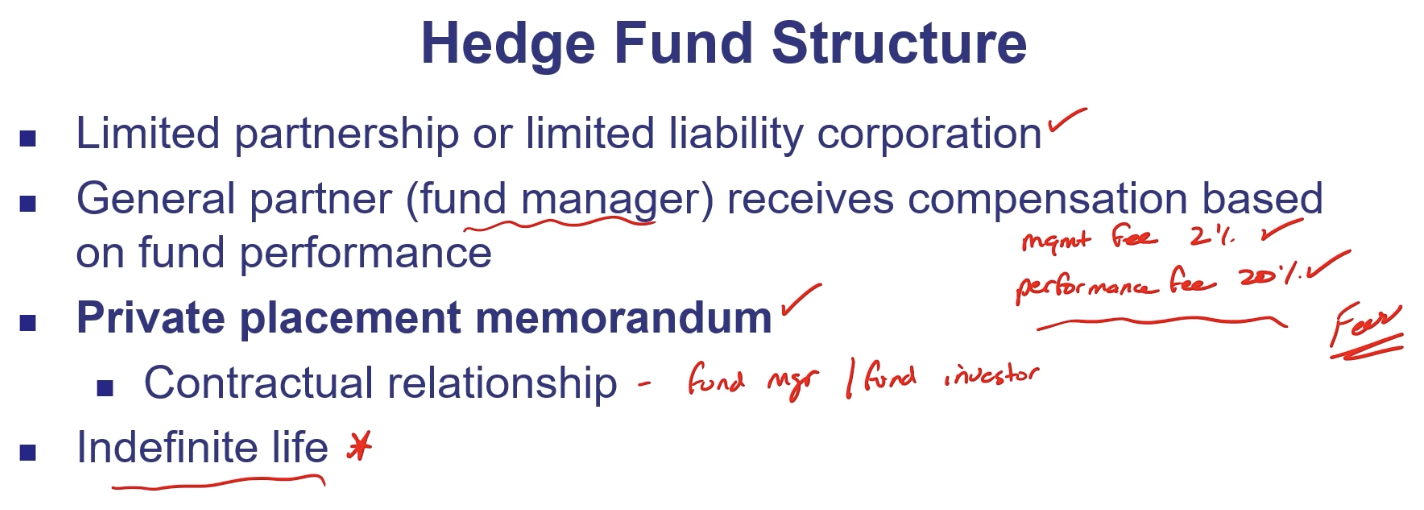 Hedge Fund Structure
■ Limited partnership or limited liability corporation ✓
■ General partner (fund manager) receives compensation based
on fund performance
mgmt fee 2% ✓
performance fee 20% ✓
■ Private placement memorandum ✓
Fees
■ Contractual relationship - fund mgr / fund investor
■ Indefinite life *